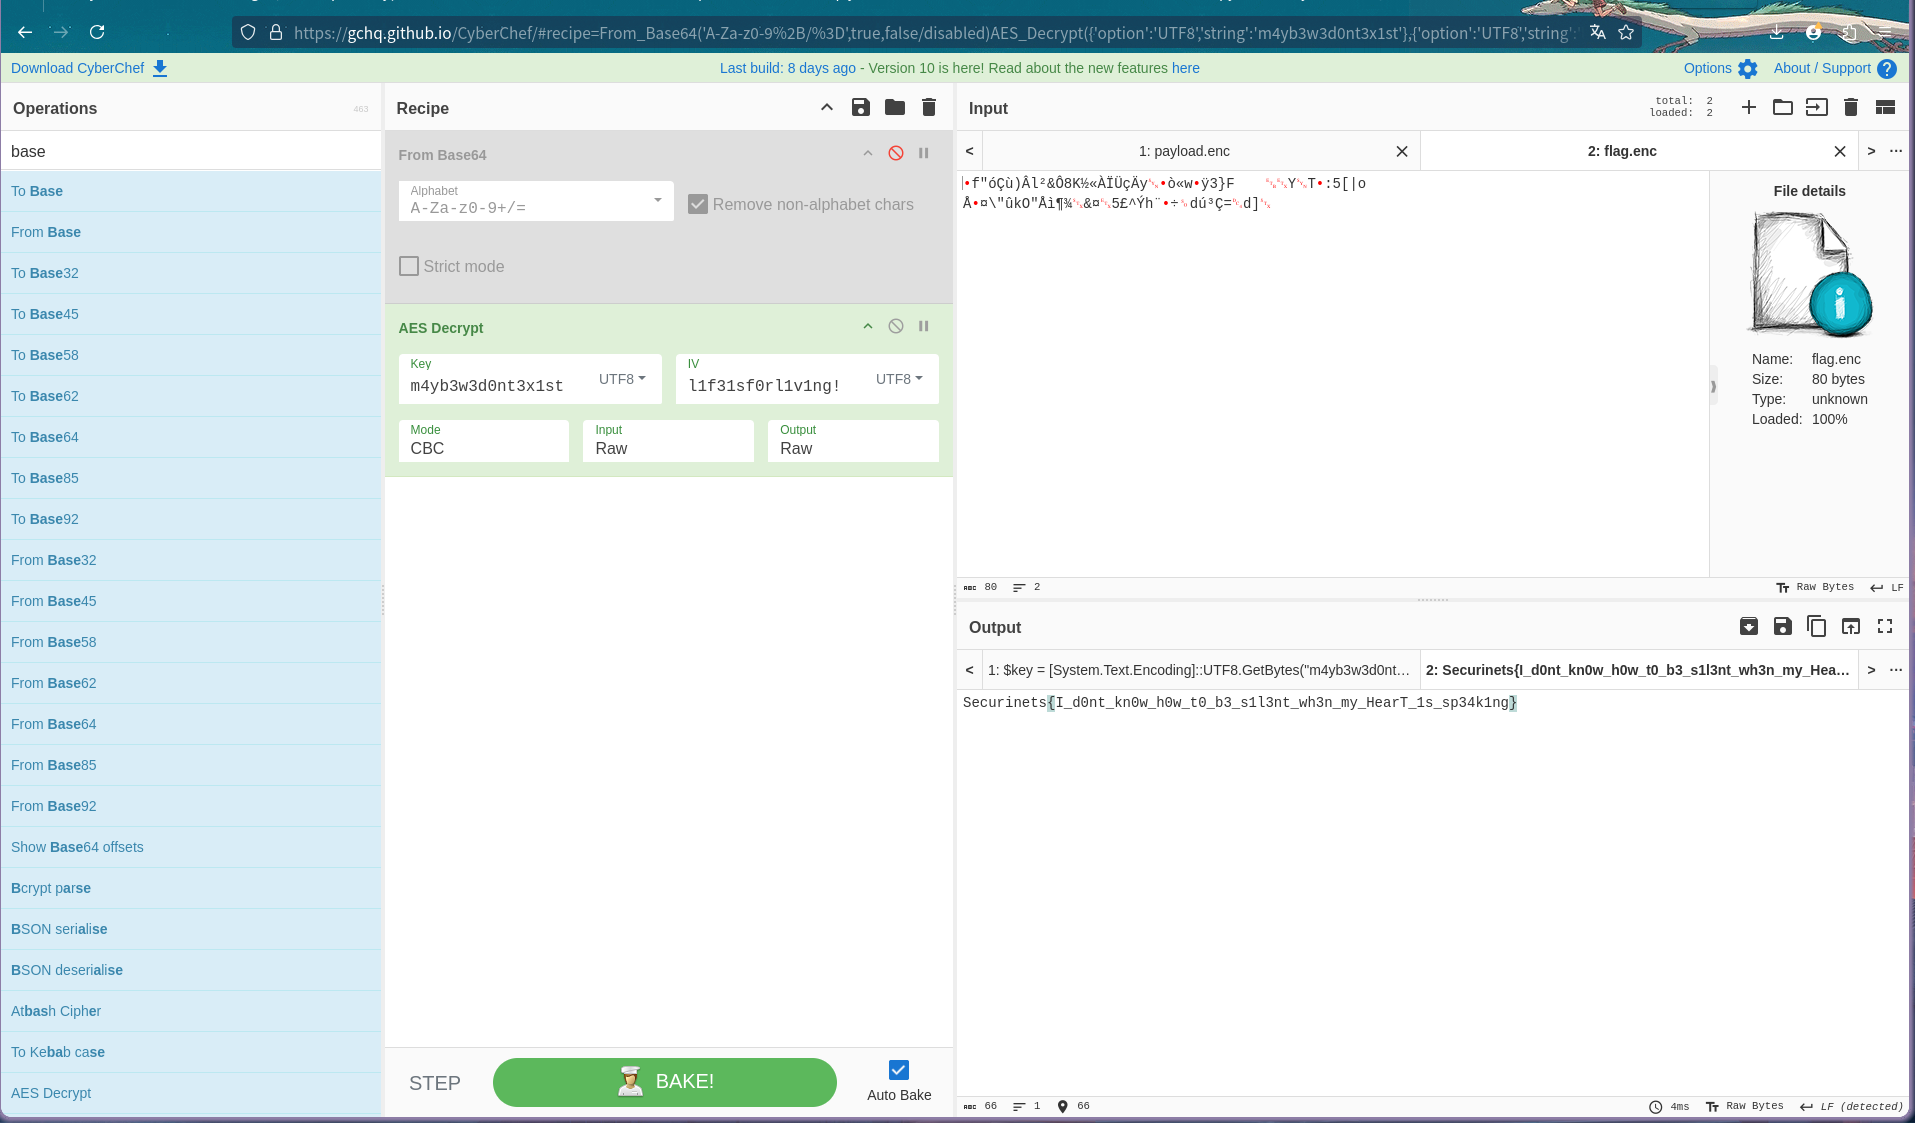 https://gchq.github.io/CyberChef/#recipe=From_Base64('A-Za-z0-9%2B/%3D',true,false/disabled)AES_Decrypt({'option':'UTF8','string':'m4yb3w3d0nt3x1st'},{'option':'UTF8','string':'
Download CyberChef
Last build: 8 days ago - Version 10 is here! Read about the new features here
Options
About / Support
Operations
463
base
To Base
From Base
To Base32
To Base45
To Base58
To Base62
To Base64
To Base85
To Base92
From Base32
From Base45
From Base58
From Base62
From Base64
From Base85
From Base92
Show Base64 offsets
Bcrypt parse
BSON serialise
BSON deserialise
Atbash Cipher
To Kebab case
AES Decrypt
Recipe
From Base64
Alphabet
A-Za-z0-9+/=
Remove non-alphabet chars
Strict mode
AES Decrypt
Key
m4yb3w3d0nt3x1st
UTF8
IV
l1f31sf0rl1v1ng!
UTF8
Mode
CBC
Input
Raw
Output
Raw
STEP
BAKE!
Auto Bake
Input
total: 2
loaded: 2
1: payload.enc
2: flag.enc
File details
Name: flag.enc
Size: 80 bytes
Type: unknown
Loaded: 100%
80
2
Raw Bytes
LF
Output
1: $key = [System.Text.Encoding]::UTF8.GetBytes("m4yb3w3d0nt…
2: Securinets{I_d0nt_kn0w_h0w_t0_b3_s1l3nt_wh3n_my_Hea…
Securinets{I_d0nt_kn0w_h0w_t0_b3_s1l3nt_wh3n_my_HearT_1s_sp34k1ng}
66
1
66
4ms
Raw Bytes
LF (detected)